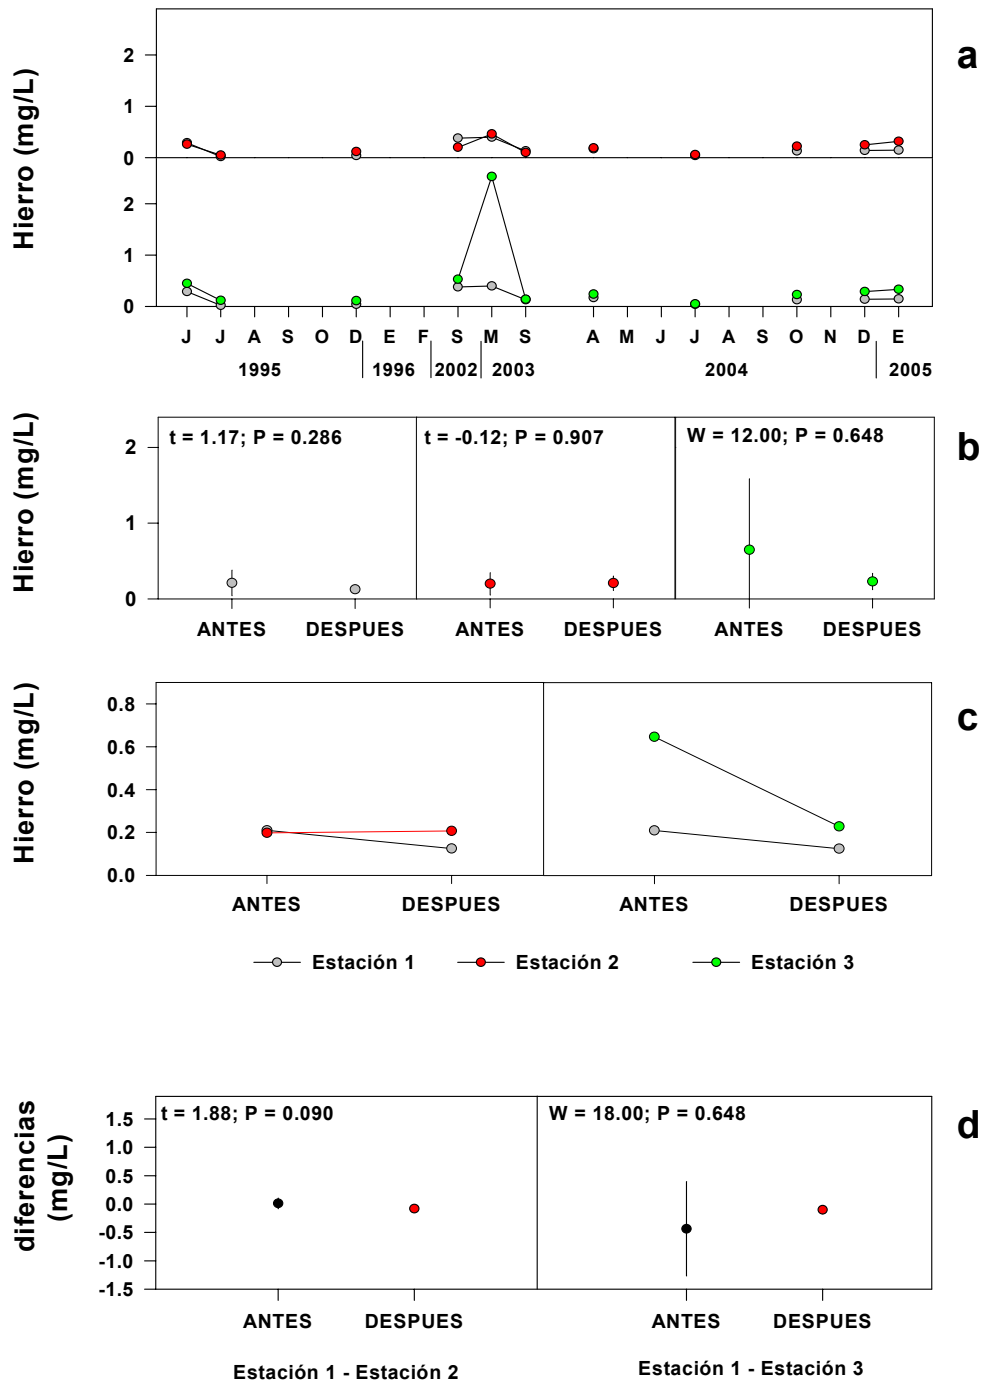 a
Hierro (mg/L)
2
1
0
2
1
0
J J A S O D E F S M S A M J J A S O N D E
1995 1996 2002 2003 2004 2005
b
Hierro (mg/L)
t = 1.17; P = 0.286 t = -0.12; P = 0.907 W = 12.00; P = 0.648
2
1
0
ANTES DESPUES ANTES DESPUES ANTES DESPUES
c
Hierro (mg/L)
0.8
0.6
0.4
0.2
0.0
ANTES DESPUES ANTES DESPUES
Estación 1 Estación 2 Estación 3
d
diferencias
(mg/L)
t = 1.88; P = 0.090 W = 18.00; P = 0.648
1.5
1.0
0.5
0.0
-0.5
-1.0
-1.5
ANTES DESPUES ANTES DESPUES
Estación 1 - Estación 2 Estación 1 - Estación 3